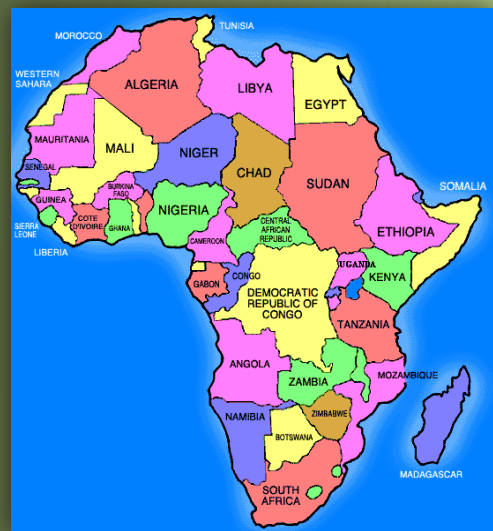 TUNISIA
MOROCCO
ALGERIA
WESTERN
SAHARA
LIBYA
EGYPT
MAURITANIA
MALI
NIGER
CHAD
SUDAN
SENEGAL
SOMALIA
BURKINA
FASO
GUINEA
NIGERIA
SIERRA
LEONE
COTE
D'IVOIRE
GHANA
CENTRAL
AFRICAN
REPUBLIC
ETHIOPIA
LIBERIA
CAMEROON
UGANDA
KENYA
GABON
CONGO
DEMOCRATIC
REPUBLIC OF
CONGO
TANZANIA
ANGOLA
ZAMBIA
MOZAMBIQUE
NAMIBIA
ZIMBABWE
BOTSWANA
MADAGASCAR
SOUTH
AFRICA